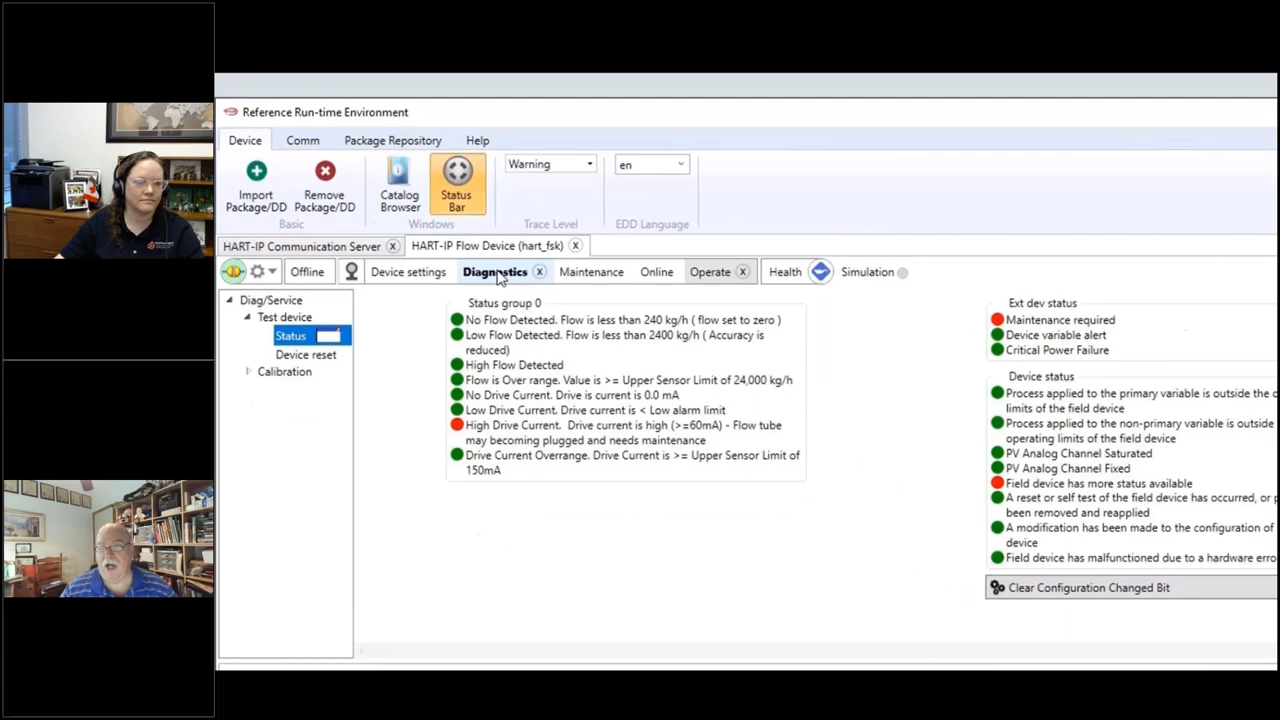 Reference Run-time Environment
Device
Comm
Package Repository
Help
Import
Package/DD
Remove
Package/DD
Basic
Catalog
Browser
Status
Bar
Windows
Warning
Trace Level
en
EDD Language
HART-IP Communication Server
HART-IP Flow Device (hart_fsk)
Offline
Device settings
Diagnostics
Maintenance
Online
Operate
Health
Simulation
Diag/Service
Test device
Status
Device reset
Calibration
Status group 0
No Flow Detected. Flow is less than 240 kg/h ( flow set to zero )
Low Flow Detected. Flow is less than 2400 kg/h ( Accuracy is
reduced)
High Flow Detected
Flow is Over range. Value is >= Upper Sensor Limit of 24,000 kg/h
No Drive Current. Drive is current is 0.0 mA
Low Drive Current. Drive current is < Low alarm limit
High Drive Current. Drive current is high (>=60mA) - Flow tube
may becoming plugged and needs maintenance
Drive Current Overrange. Drive Current is >= Upper Sensor Limit of
150mA
Ext dev status
Maintenance required
Device variable alert
Critical Power Failure
Device status
Process applied to the primary variable is outside the o
limits of the field device
Process applied to the non-primary variable is outside
operating limits of the field device
PV Analog Channel Saturated
PV Analog Channel Fixed
Field device has more status available
A reset or self test of the field device has occurred, or p
been removed and reapplied
A modification has been made to the configuration of
device
Field device has malfunctioned due to a hardware erro
Clear Configuration Changed Bit